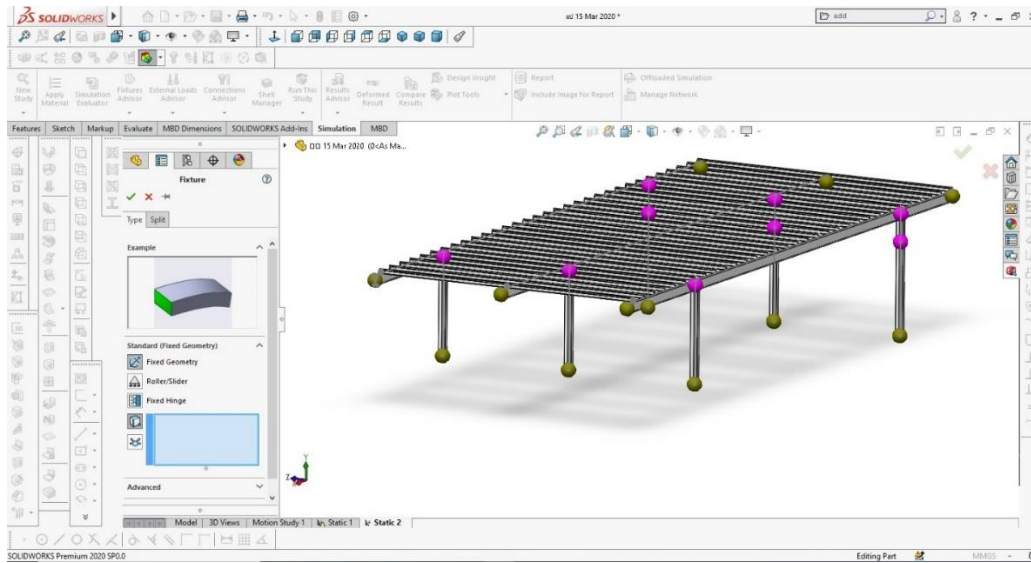 SOLIDWORKS
15 Mar 2020 *
add
New Study
Apply Material
Simulation Evaluator
Fixtures Advisor
External Loads Advisor
Connections Advisor
Shell Manager
Run This Study
Results Advisor
Deformed Result
Compare Results
Design Insight
Plot Tools
Report
Include Image for Report
Offloaded Simulation
Manage Network
Features Sketch Markup Evaluate MBD Dimensions SOLIDWORKS Add-Ins Simulation MBD
15 Mar 2020 (0<As Ma...
Fixture
Type Split
Example
Standard (Fixed Geometry)
Fixed Geometry
Roller/Slider
Fixed Hinge
Advanced
Y
Z
Model 3D Views Motion Study 1 Static 1 Static 2
SOLIDWORKS Premium 2020 SP0.0
Editing Part
MMGS